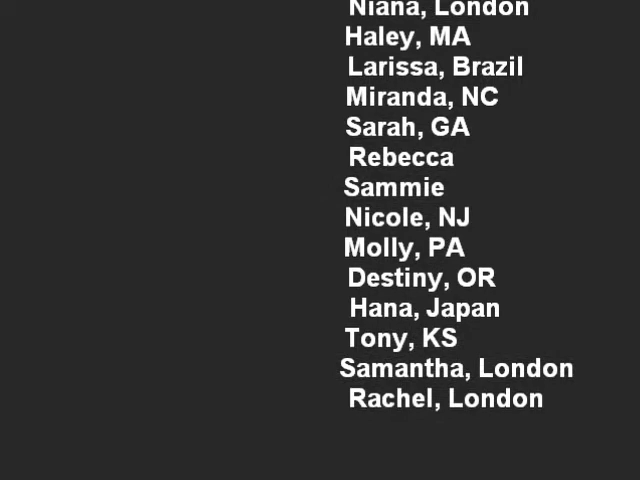 Niana, London
Haley, MA
Larissa, Brazil
Miranda, NC
Sarah, GA
Rebecca
Sammie
Nicole, NJ
Molly, PA
Destiny, OR
Hana, Japan
Tony, KS
Samantha, London
Rachel, London